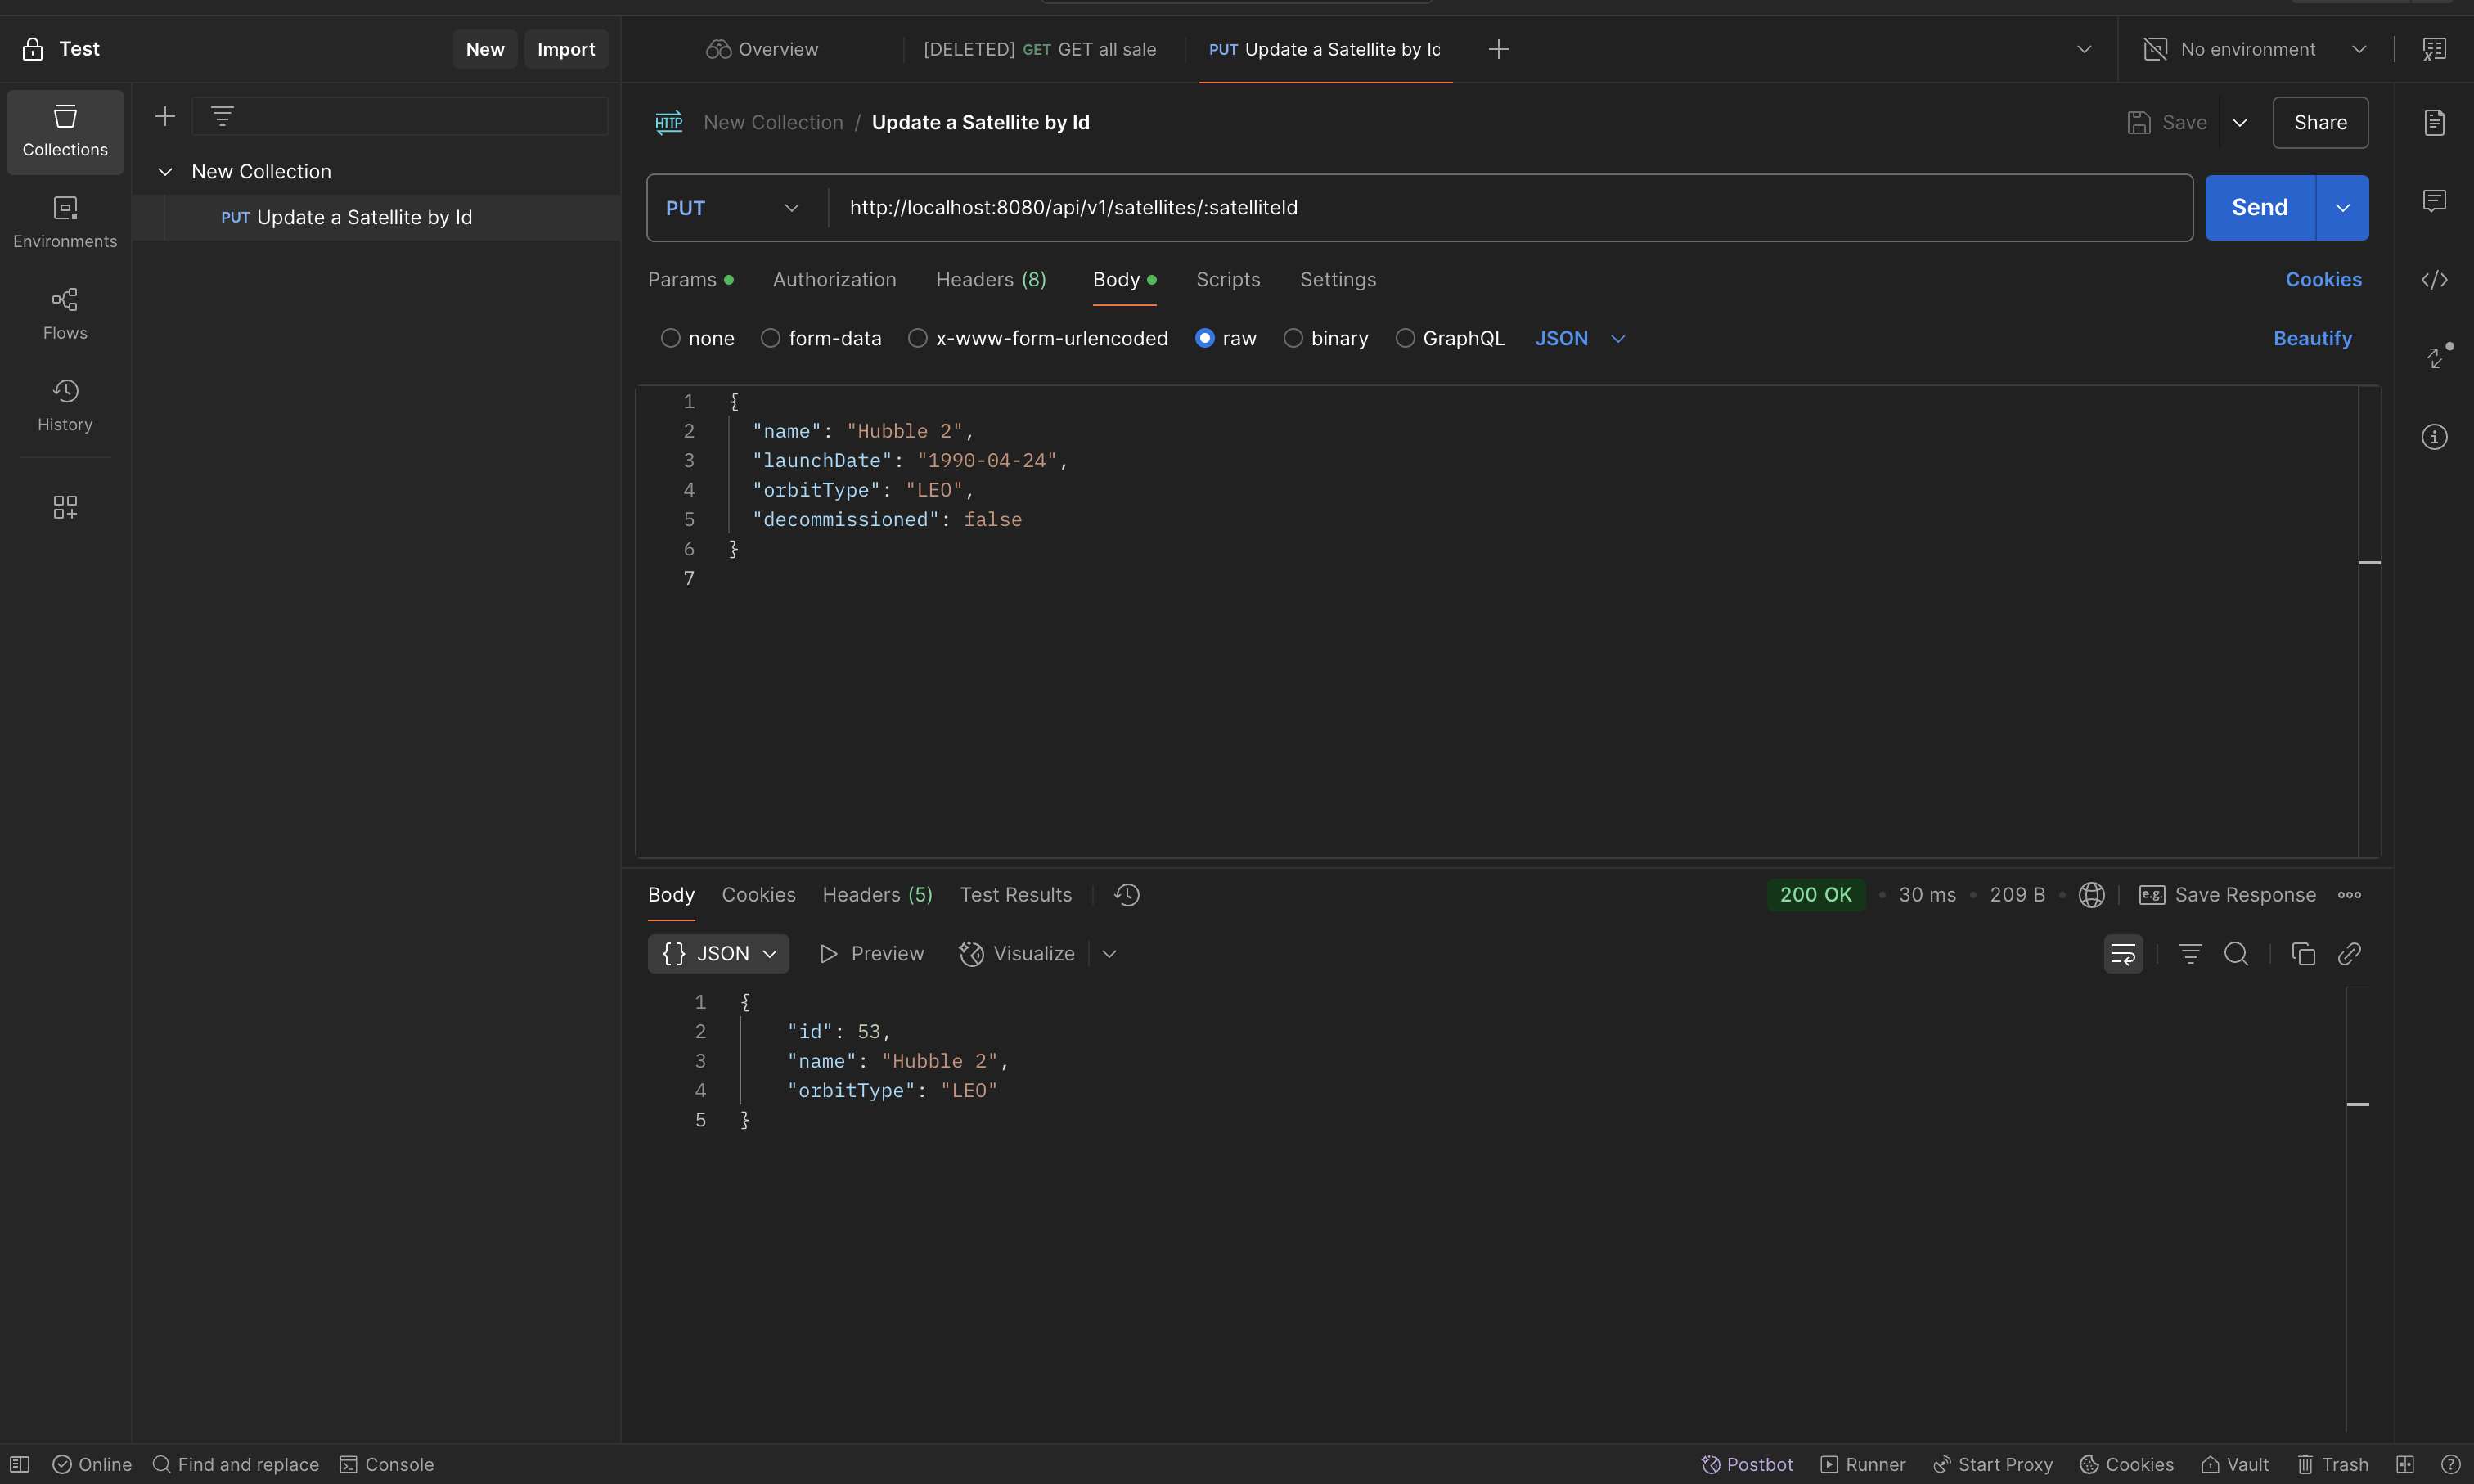 Test
New
Import
Overview
[DELETED] GET GET all sale
PUT Update a Satellite by Id
No environment
Collections
Environments
Flows
History
New Collection
PUT Update a Satellite by Id
HTTP New Collection / Update a Satellite by Id
Save
Share
PUT
http://localhost:8080/api/v1/satellites/:satelliteId
Send
Params
Authorization
Headers (8)
Body
Scripts
Settings
Cookies
none
form-data
x-www-form-urlencoded
raw
binary
GraphQL
JSON
Beautify
1 {
2 "name": "Hubble 2",
3 "launchDate": "1990-04-24",
4 "orbitType": "LEO",
5 "decommissioned": false
6 }
7
Body
Cookies
Headers (5)
Test Results
200 OK
30 ms
209 B
e.g. Save Response
{ } JSON
Preview
Visualize
1 {
2 "id": 53,
3 "name": "Hubble 2",
4 "orbitType": "LEO"
5 }
Online
Find and replace
Console
Postbot
Runner
Start Proxy
Cookies
Vault
Trash